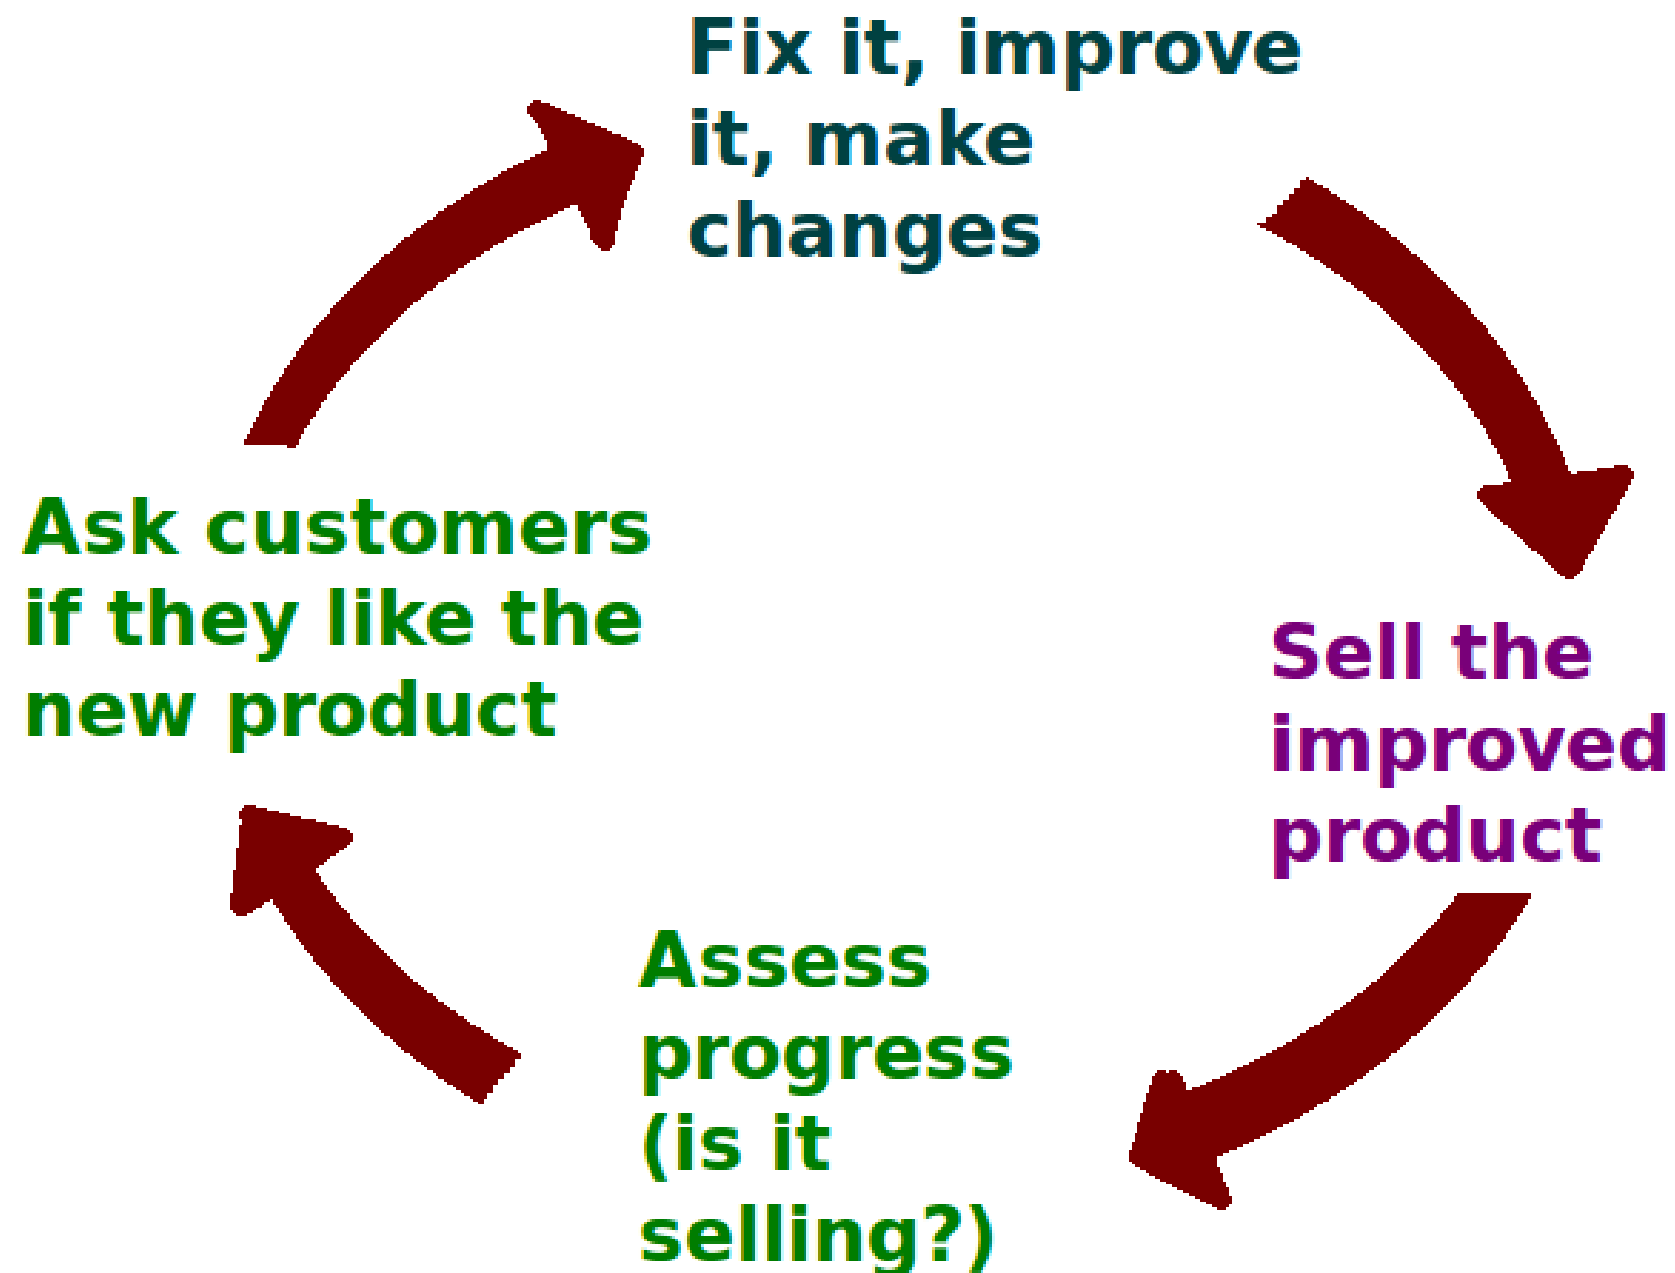 Fix it, improve
it, make
changes
Ask customers
if they like the
new product
Sell the
improved
product
Assess
progress
(is it
selling?)